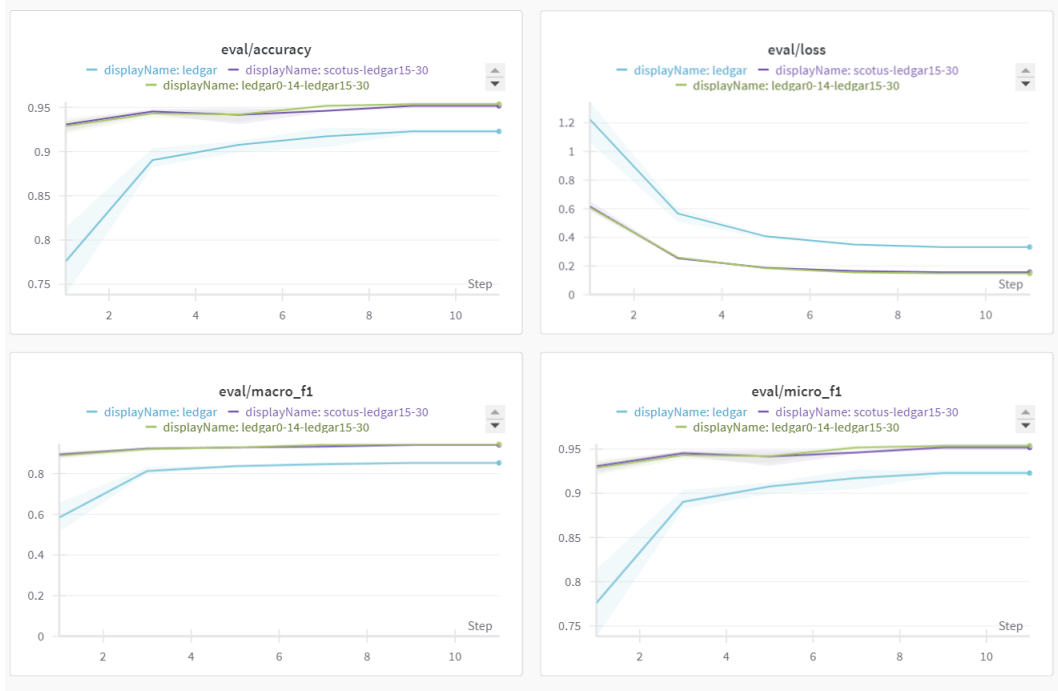 eval/accuracy
displayName: ledgar displayName: scotus-ledgar15-30
displayName: ledgar0-14-ledgar15-30
0.95
0.9
0.85
0.8
0.75
Step
2 4 6 8 10
eval/loss
displayName: ledgar displayName: scotus-ledgar15-30
displayName: ledgar0-14-ledgar15-30
1.2
1
0.8
0.6
0.4
0.2
0
Step
2 4 6 8 10
eval/macro_f1
displayName: ledgar displayName: scotus-ledgar15-30
displayName: ledgar0-14-ledgar15-30
0.8
0.6
0.4
0.2
0
Step
2 4 6 8 10
eval/micro_f1
displayName: ledgar displayName: scotus-ledgar15-30
displayName: ledgar0-14-ledgar15-30
0.95
0.9
0.85
0.8
0.75
Step
2 4 6 8 10